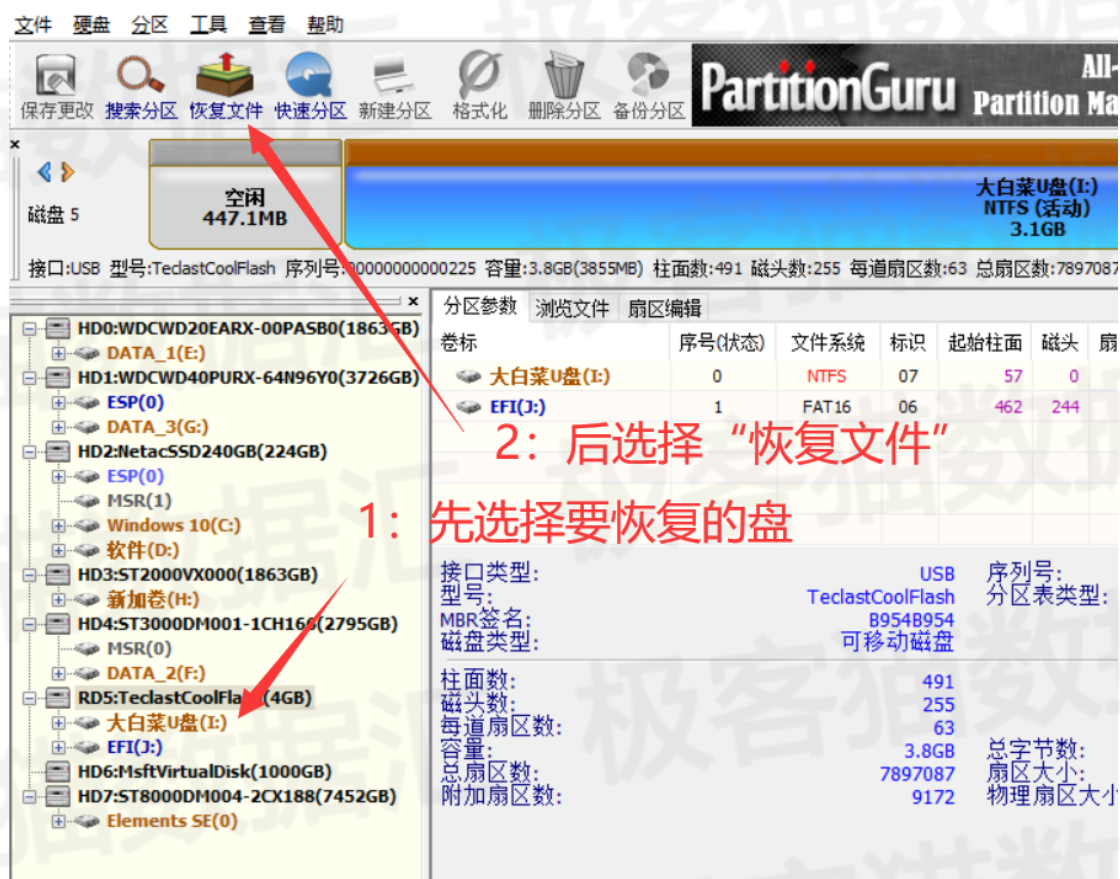 文件 硬盘 分区 工具 查看 帮助
保存更改 搜索分区 恢复文件 快速分区 新建分区 格式化 删除分区 备份分区
PartitionGuru
All-
Partition Ma
磁盘 5
空闲
447.1MB
大白菜U盘(I:)
NTFS (活动)
3.1GB
接口:USB 型号:TeclastCoolFlash 序列号:00000000000225 容量:3.8GB(3855MB) 柱面数:491 磁头数:255 每道扇区数:63 总扇区数:7897087
HD0:WDCWD20EARX-00PASB0(1863GB)
DATA_1(E:)
HD1:WDCWD40PURX-64N96Y0(3726GB)
ESP(0)
DATA_3(G:)
HD2:NetacSSD240GB(224GB)
ESP(0)
MSR(1)
Windows 10(C:)
软件(D:)
HD3:ST2000VX000(1863GB)
新加卷(H:)
HD4:ST3000DM001-1CH166(2795GB)
MSR(0)
DATA_2(F:)
RD5:TeclastCoolFla (4GB)
大白菜U盘(I:)
EFI(J:)
HD6:MsftVirtualDisk(1000GB)
HD7:ST8000DM004-2CX188(7452GB)
Elements SE(0)
分区参数 浏览文件 扇区编辑
卷标 序号(状态) 文件系统 标识 起始柱面 磁头 扇
大白菜U盘(I:) 0 NTFS 07 57 0
EFI(J:) 1 FAT16 06 462 244
2：后选择“恢复文件”
1：先选择要恢复的盘
接口类型: USB 序列号:
型号: TeclastCoolFlash 分区表类型:
MBR签名: B954B954
磁盘类型: 可移动磁盘
柱面数: 491
磁头数: 255
每道扇区数: 63
容量: 3.8GB 总字节数:
总扇区数: 7897087 扇区大小:
附加扇区数: 9172 物理扇区大小
极客猫数据汇